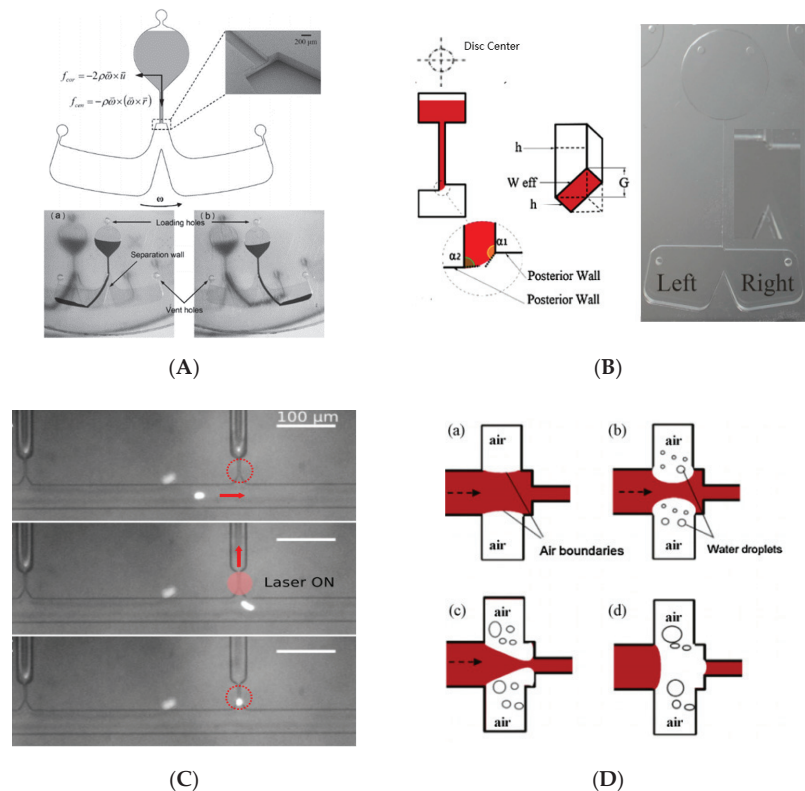 200 μm
f_cor = −2ρω̄ × ū
f_cen = −ρω̄ × (ω̄ × r̄)
ω
(a)
(b)
Loading holes
Separation wall
Vent holes
(A)
Disc Center
h
W eff
G
h
α2
α1
Posterior Wall
Posterior Wall
Left
Right
(B)
100 μm
Laser ON
(C)
(a)
air
air
Air boundaries
(b)
air
air
Water droplets
(c)
air
air
(d)
air
air
(D)